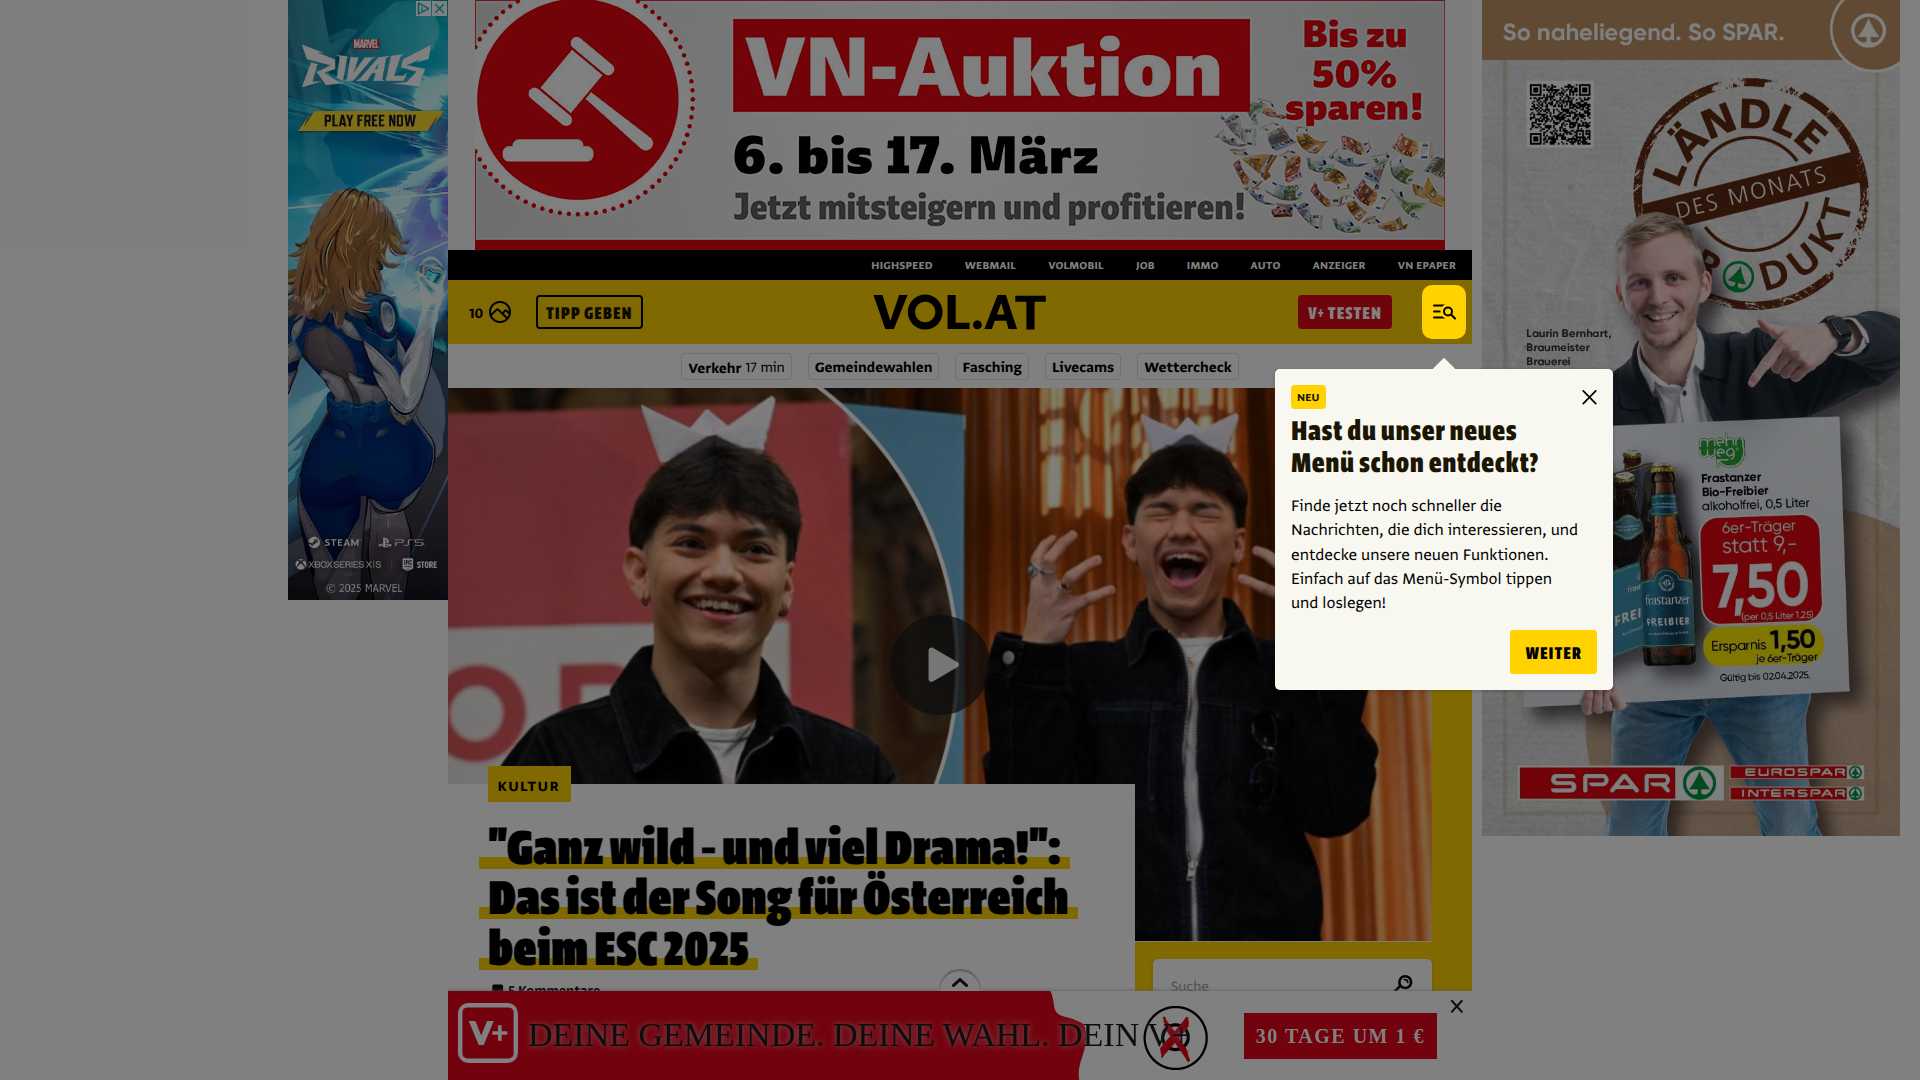 MARVEL
RIVALS
PLAY FREE NOW
STEAM
PS5
XBOX SERIES X|S
EPIC STORE
© 2025 MARVEL
VN-Auktion
6. bis 17. März
Jetzt mitsteigern und profitieren!
Bis zu
50%
sparen!
HIGHSPEED WEBMAIL VOLMOBIL JOB IMMO AUTO ANZEIGER VN EPAPER
10
TIPP GEBEN
VOL.AT
V+ TESTEN
Verkehr 17 min
Gemeindewahlen
Fasching
Livecams
Wettercheck
NEU
Hast du unser neues
Menü schon entdeckt?
Finde jetzt noch schneller die
Nachrichten, die dich interessieren, und
entdecke unsere neuen Funktionen.
Einfach auf das Menü-Symbol tippen
und loslegen!
WEITER
KULTUR
"Ganz wild - und viel Drama!":
Das ist der Song für Österreich
beim ESC 2025
5 Kommentare
Suche
V+
DEINE GEMEINDE. DEINE WAHL. DEIN V+
30 TAGE UM 1 €
So naheliegend. So SPAR.
LÄNDLE
DES MONATS
PRODUKT
Laurin Bernhart,
Braumeister
Brauerei
mehr
weg
Frastanzer
Bio-Freibier
alkoholfrei, 0,5 Liter
6er-Träger
statt 9,-
7,50
(per 0,5 Liter 1,25)
Ersparnis 1,50
je 6er-Träger
Gültig bis 02.04.2025.
frastanzer
FREIBIER
SPAR
EUROSPAR
INTERSPAR